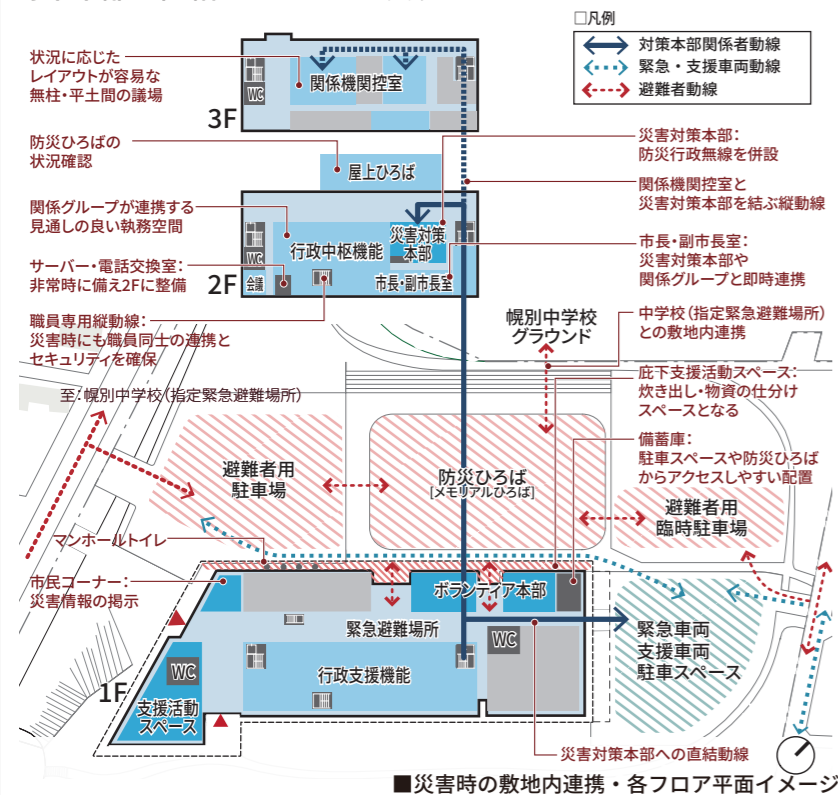 □凡例
対策本部関係者動線
緊急・支援車両動線
避難者動線
状況に応じた
レイアウトが容易な
無柱・平土間の議場
関係機関控室
WC
3F
防災ひろばの
状況確認
屋上ひろば
災害対策本部：
防災行政無線を併設
関係機関控室と
災害対策本部を結ぶ縦動線
関係グループが連携する
見通しの良い執務空間
災害対策
本部
行政中枢機能
WC
会議
2F
市長・副市長室
市長・副市長室：
災害対策本部や
関係グループと即時連携
サーバー・電話交換室：
非常時に備え2Fに整備
職員専用縦動線：
災害時にも職員同士の連携と
セキュリティを確保
幌別中学校
グラウンド
中学校（指定緊急避難場所）
との敷地内連携
至：幌別中学校（指定緊急避難場所）
庇下支援活動スペース：
炊き出し・物資の仕分け
スペースとなる
備蓄庫：
駐車スペースや防災ひろば
からアクセスしやすい配置
避難者用
駐車場
防災ひろば
[メモリアルひろば]
避難者用
臨時駐車場
マンホールトイレ
市民コーナー：
災害情報の掲示
ボランティア本部
緊急避難場所
WC
緊急車両
支援車両
駐車スペース
行政支援機能
WC
1F
支援活動
スペース
災害対策本部への直結動線
■災害時の敷地内連携・各フロア平面イメージ